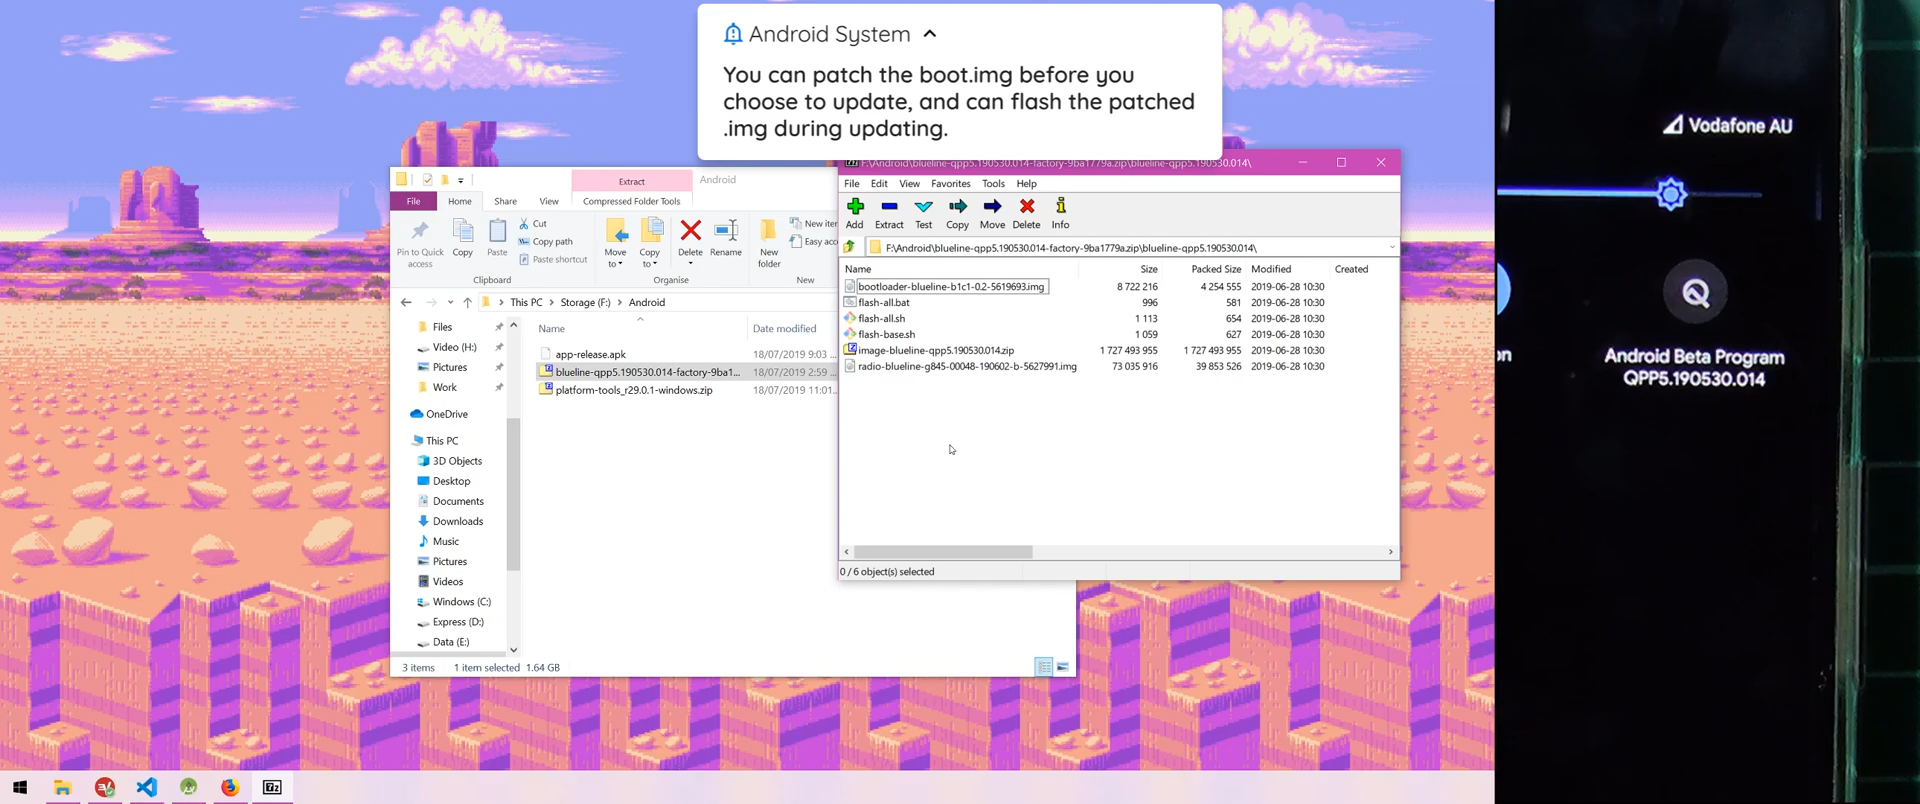 Android System
You can patch the boot.img before you
choose to update, and can flash the patched
.img during updating.
Vodafone AU
Android Beta Program
QPP5.190530.014
Extract
Android
File
Home
Share
View
Compressed Folder Tools
Pin to Quick
access
Copy
Paste
Cut
Copy path
Paste shortcut
Move
to
Copy
to
Delete
Rename
New
folder
New iter
Easy acc
Clipboard
Organise
New
This PC
Storage (F:)
Android
Files
Video (H:)
Pictures
Work
OneDrive
This PC
3D Objects
Desktop
Documents
Downloads
Music
Pictures
Videos
Windows (C:)
Express (D:)
Data (E:)
Name
Date modified
app-release.apk
18/07/2019 9:03 ...
blueline-qpp5.190530.014-factory-9ba1...
18/07/2019 2:59 ...
platform-tools_r29.0.1-windows.zip
18/07/2019 11:01...
3 items
1 item selected 1.64 GB
F:\Android\blueline-qpp5.190530.014-factory-9ba1779a.zip\blueline-qpp5.190530.014\
File Edit View Favorites Tools Help
Add Extract Test Copy Move Delete Info
F:\Android\blueline-qpp5.190530.014-factory-9ba1779a.zip\blueline-qpp5.190530.014\
Name Size Packed Size Modified Created
bootloader-blueline-b1c1-0.2-5619693.img 8 722 216 4 254 555 2019-06-28 10:30
flash-all.bat 996 581 2019-06-28 10:30
flash-all.sh 1 113 654 2019-06-28 10:30
flash-base.sh 1 059 627 2019-06-28 10:30
image-blueline-qpp5.190530.014.zip 1 727 493 955 1 727 493 955 2019-06-28 10:30
radio-blueline-g845-00048-190602-b-5627991.img 73 035 916 39 853 526 2019-06-28 10:30
0 / 6 object(s) selected
on